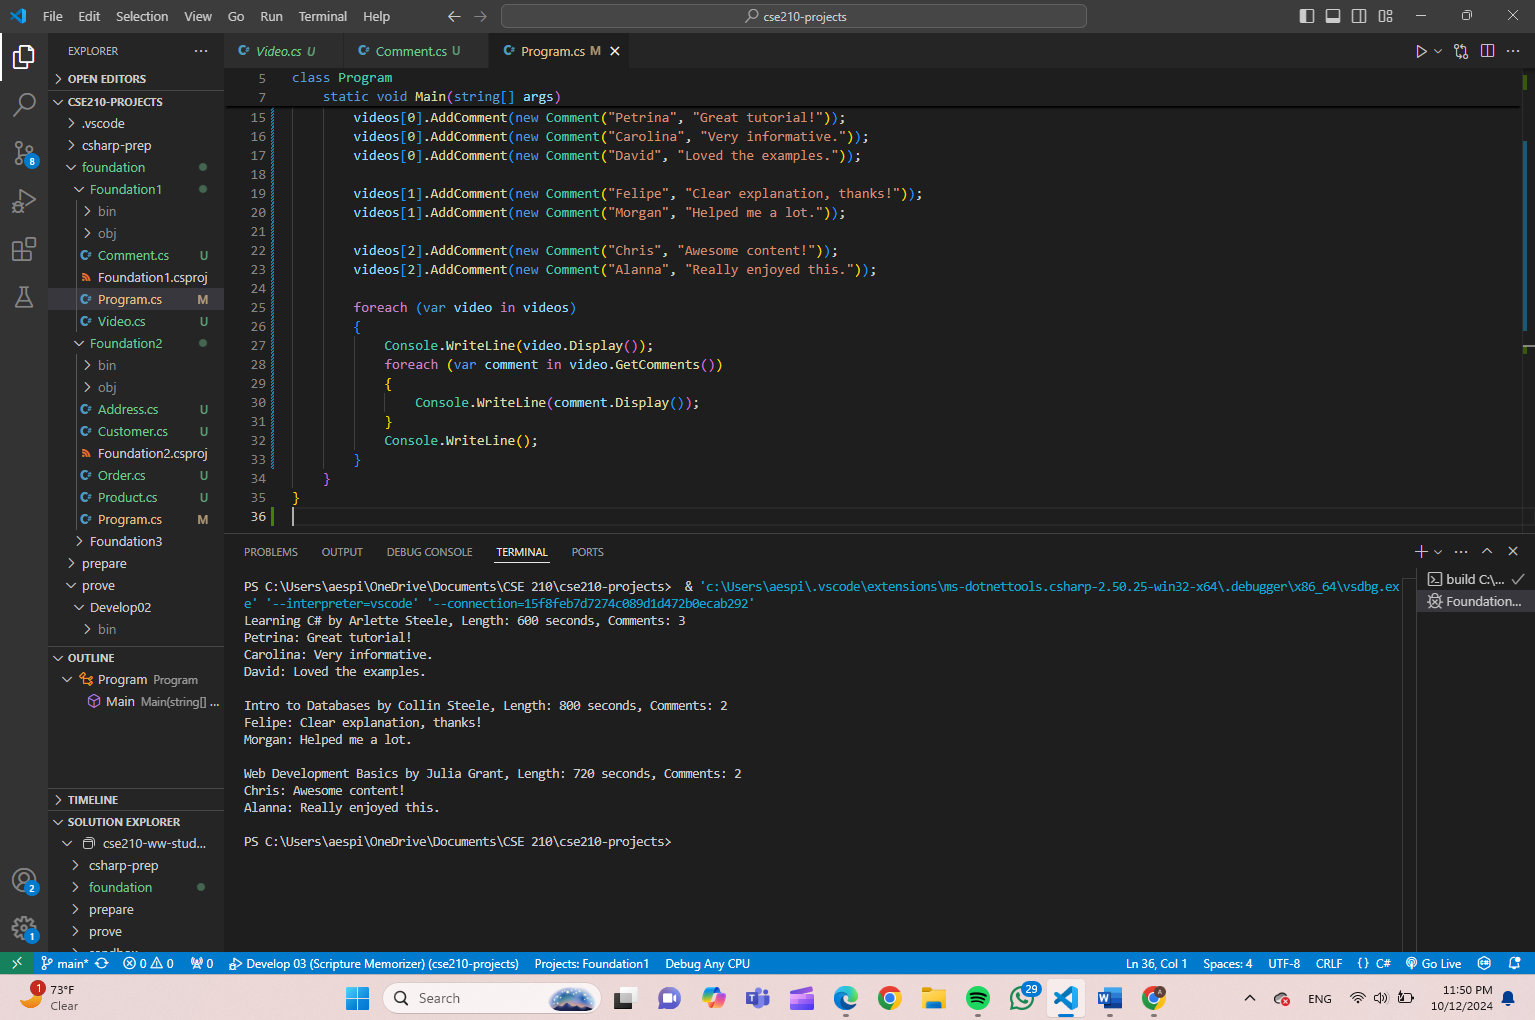 File Edit Selection View Go Run Terminal Help
cse210-projects
EXPLORER
OPEN EDITORS
CSE210-PROJECTS
.vscode
csharp-prep
foundation
Foundation1
bin
obj
Comment.cs U
Foundation1.csproj
Program.cs M
Video.cs U
Foundation2
bin
obj
Address.cs U
Customer.cs U
Foundation2.csproj
Order.cs U
Product.cs U
Program.cs M
Foundation3
prepare
prove
Develop02
bin
OUTLINE
Program Program
Main Main(string[] ...
TIMELINE
SOLUTION EXPLORER
cse210-ww-stud...
csharp-prep
foundation
prepare
prove
8
2
1
Video.cs U Comment.cs U Program.cs M
5 class Program
7 static void Main(string[] args)
15 videos[0].AddComment(new Comment("Petrina", "Great tutorial!"));
16 videos[0].AddComment(new Comment("Carolina", "Very informative."));
17 videos[0].AddComment(new Comment("David", "Loved the examples."));
18
19 videos[1].AddComment(new Comment("Felipe", "Clear explanation, thanks!"));
20 videos[1].AddComment(new Comment("Morgan", "Helped me a lot."));
21
22 videos[2].AddComment(new Comment("Chris", "Awesome content!"));
23 videos[2].AddComment(new Comment("Alanna", "Really enjoyed this."));
24
25 foreach (var video in videos)
26 {
27 Console.WriteLine(video.Display());
28 foreach (var comment in video.GetComments())
29 {
30 Console.WriteLine(comment.Display());
31 }
32 Console.WriteLine();
33 }
34 }
35 }
36
PROBLEMS OUTPUT DEBUG CONSOLE TERMINAL PORTS
PS C:\Users\aespi\OneDrive\Documents\CSE 210\cse210-projects> & 'c:\Users\aespi\.vscode\extensions\ms-dotnettools.csharp-2.50.25-win32-x64\.debugger\x86_64\vsdbg.ex
e' '--interpreter=vscode' '--connection=15f8feb7d7274c089d1d472b0ecab292'
Learning C# by Arlette Steele, Length: 600 seconds, Comments: 3
Petrina: Great tutorial!
Carolina: Very informative.
David: Loved the examples.
Intro to Databases by Collin Steele, Length: 800 seconds, Comments: 2
Felipe: Clear explanation, thanks!
Morgan: Helped me a lot.
Web Development Basics by Julia Grant, Length: 720 seconds, Comments: 2
Chris: Awesome content!
Alanna: Really enjoyed this.
PS C:\Users\aespi\OneDrive\Documents\CSE 210\cse210-projects>
build C:\...
Foundation...
main* 0 0 0 Develop 03 (Scripture Memorizer) (cse210-projects) Projects: Foundation1 Debug Any CPU
Ln 36, Col 1 Spaces: 4 UTF-8 CRLF {} C# Go Live
1 73°F
Clear
Search
29
ENG
11:50 PM
10/12/2024